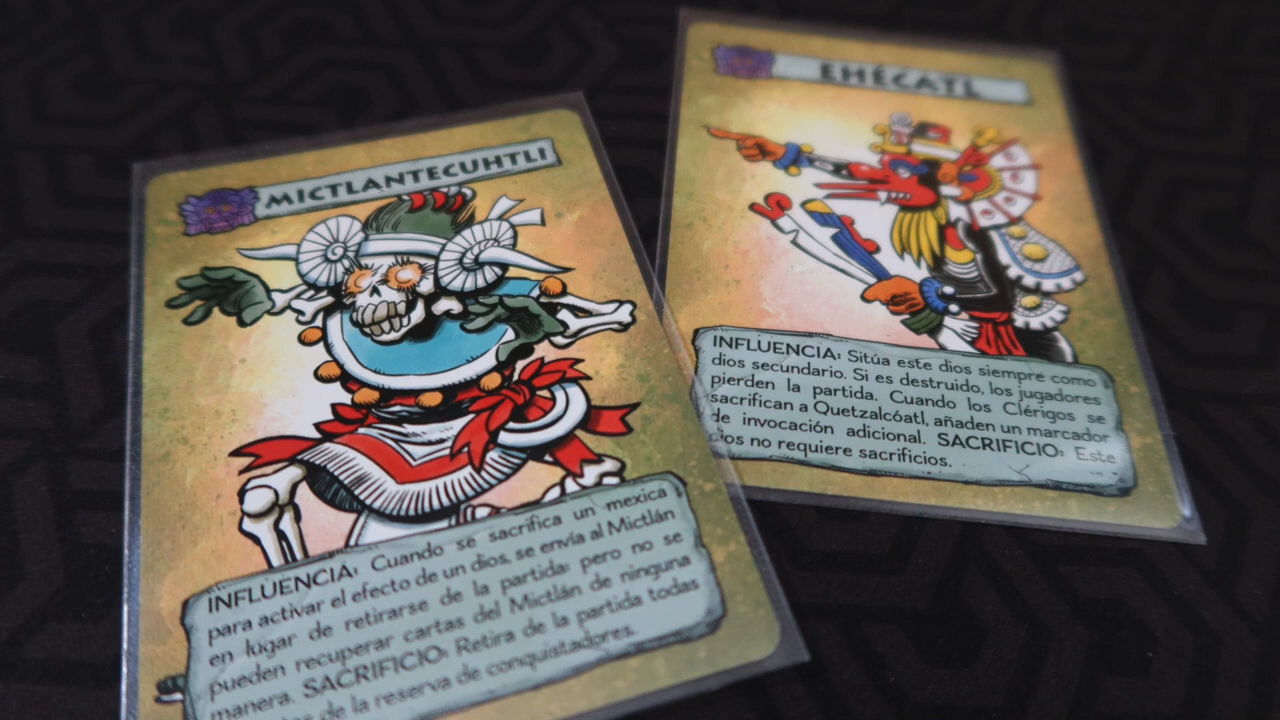 MICTLANTECUHTLI
INFLUENCIA: Cuando se sacrifica un mexica
para activar el efecto de un dios, se envía al Mictlán
en lugar de retirarse de la partida: pero no se
pueden recuperar cartas del Mictlán de ninguna
manera. SACRIFICIO: Retira de la partida todas
de la reserva de conquistadores.
EHÉCATL
INFLUENCIA: Sitúa este dios siempre como
dios secundario. Si es destruido, los jugadores
pierden la partida. Cuando los Clérigos se
sacrifican a Quetzalcóatl, añaden un marcador
de invocación adicional. SACRIFICIO: Este
dios no requiere sacrificios.